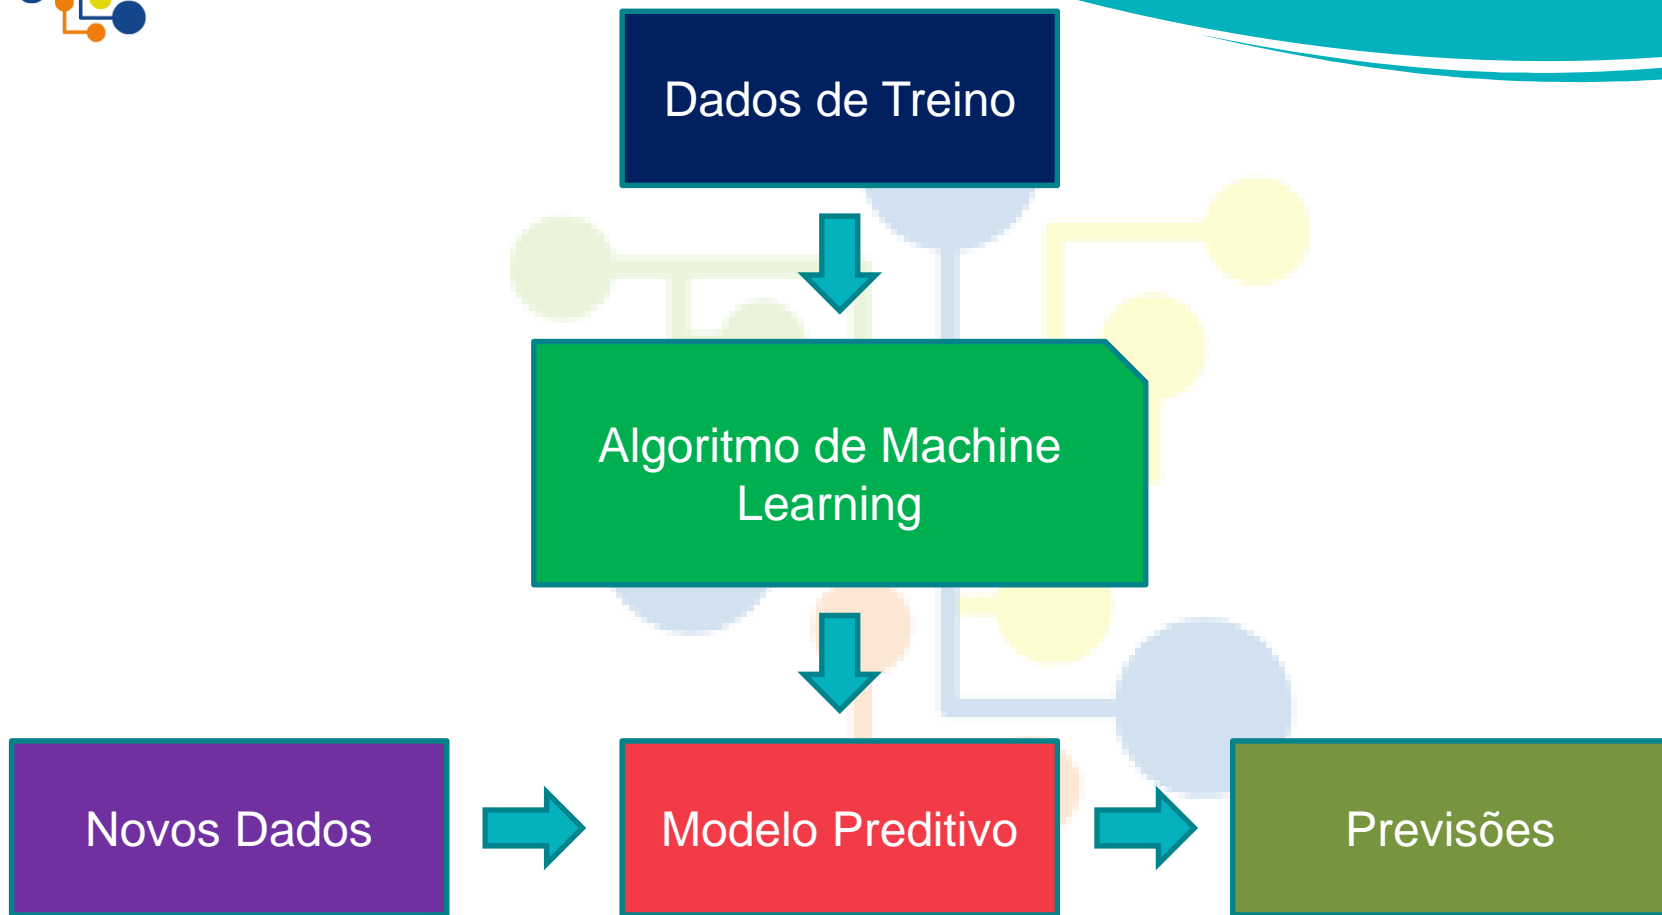 Dados de Treino
Algoritmo de Machine
Learning
Novos Dados
Modelo Preditivo
Previsões